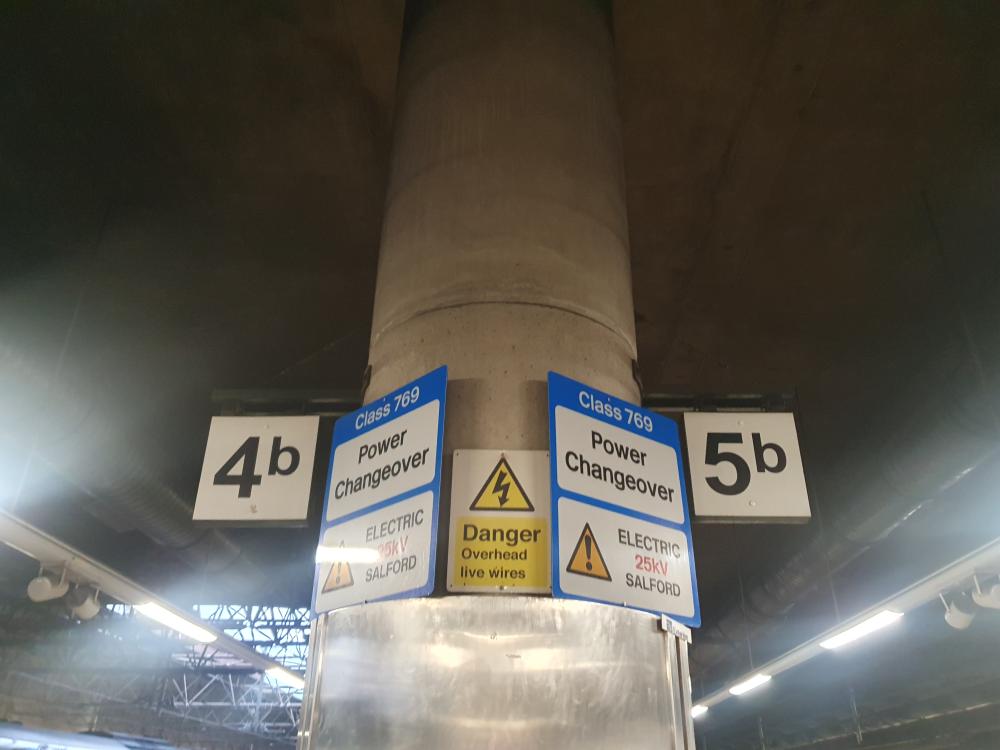 4b
Class 769
Power
Changeover
ELECTRIC
25kV
SALFORD
Danger
Overhead
live wires
Class 769
Power
Changeover
ELECTRIC
25kV
SALFORD
5b